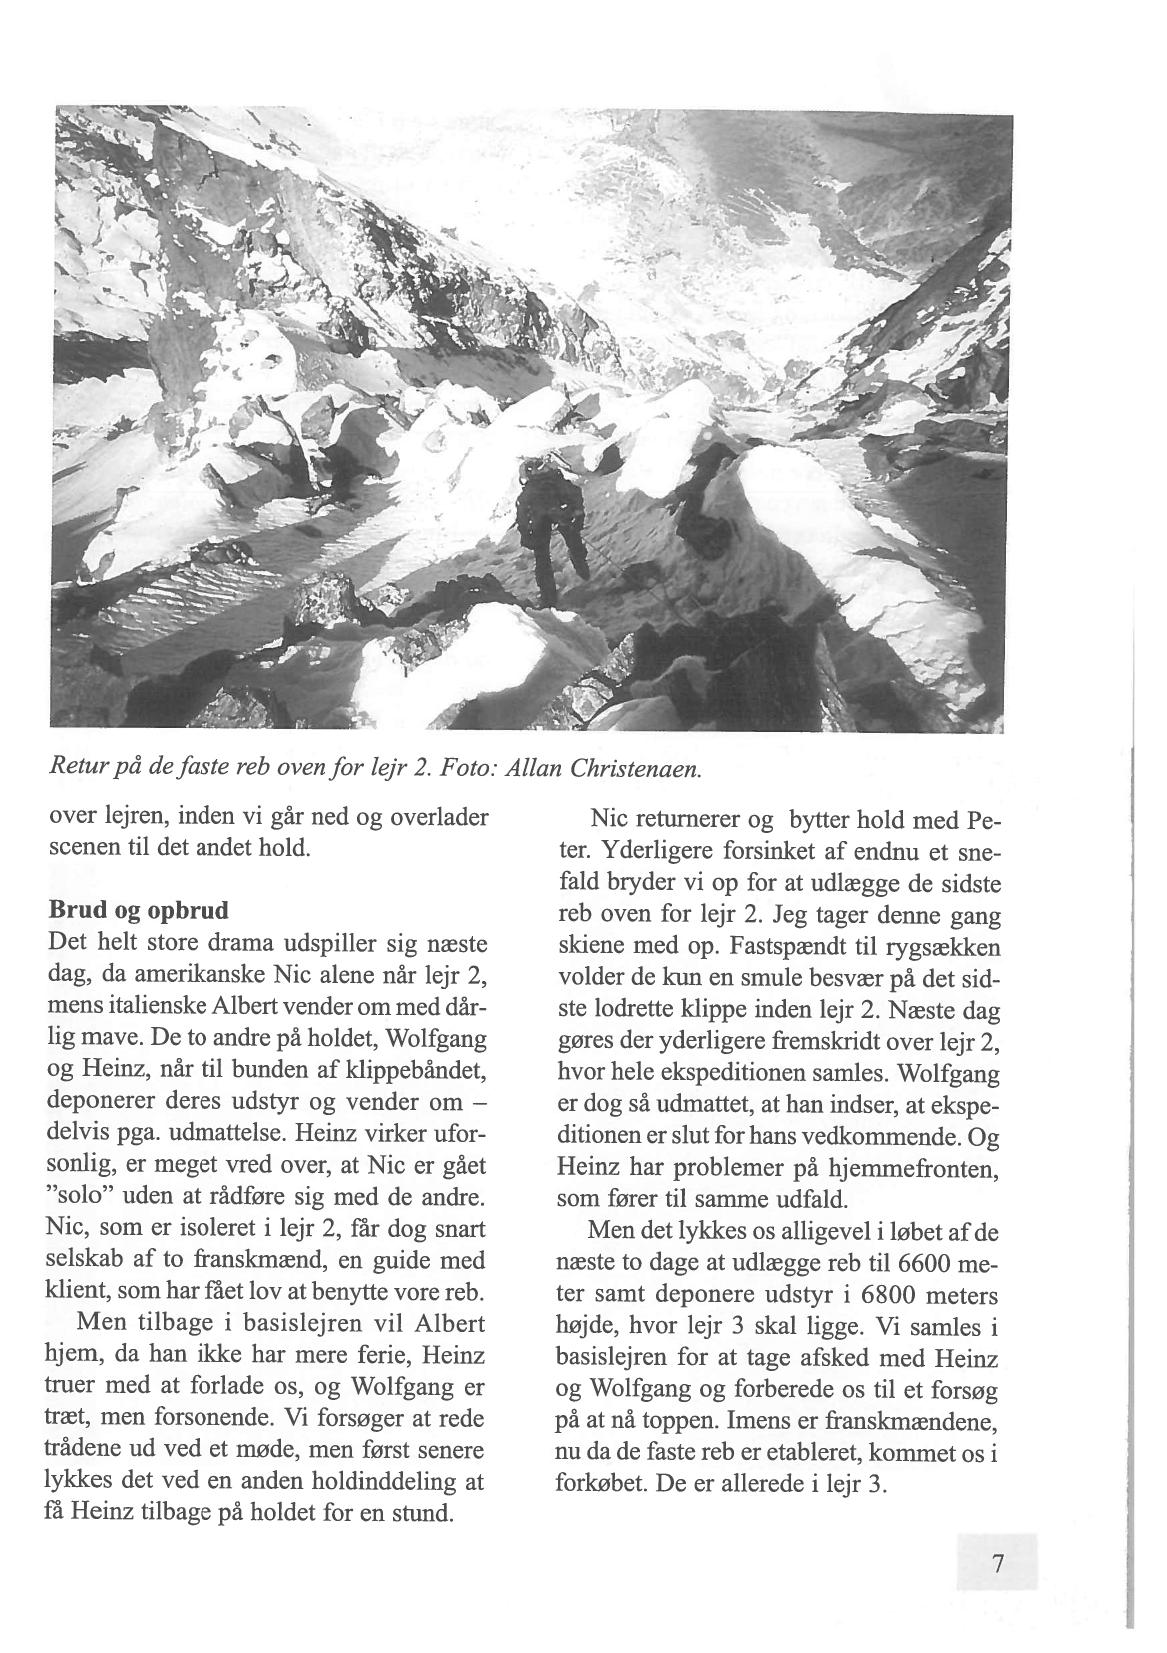 Retur på de faste reb oven for lejr 2. Foto: Allan Christenaen.
over lejren, inden vi går ned og overlader
scenen til det andet hold.
Brud og opbrud
Det helt store drama udspiller sig næste
dag, da amerikanske Nic alene når lejr 2,
mens italienske Albert vender om med dår-
lig mave. De to andre på holdet, Wolfgang
og Heinz, når til bunden af klippebåndet,
deponerer deres udstyr og vender om –
delvis pga. udmattelse. Heinz virker ufor-
sonlig, er meget vred over, at Nic er gået
”solo” uden at rådføre sig med de andre.
Nic, som er isoleret i lejr 2, får dog snart
selskab af to franskmænd, en guide med
klient, som har fået lov at benytte vore reb.
Men tilbage i basislejren vil Albert
hjem, da han ikke har mere ferie, Heinz
truer med at forlade os, og Wolfgang er
træt, men forsonende. Vi forsøger at rede
trådene ud ved et møde, men først senere
lykkes det ved en anden holdinddeling at
få Heinz tilbage på holdet for en stund.
Nic returnerer og bytter hold med Pe-
ter. Yderligere forsinket af endnu et sne-
fald bryder vi op for at udlægge de sidste
reb oven for lejr 2. Jeg tager denne gang
skiene med op. Fastspændt til rygsækken
volder de kun en smule besvær på det sid-
ste lodrette klippe inden lejr 2. Næste dag
gøres der yderligere fremskridt over lejr 2,
hvor hele ekspeditionen samles. Wolfgang
er dog så udmattet, at han indser, at ekspe-
ditionen er slut for hans vedkommende. Og
Heinz har problemer på hjemmefronten,
som fører til samme udfald.
Men det lykkes os alligevel i løbet af de
næste to dage at udlægge reb til 6600 me-
ter samt deponere udstyr i 6800 meters
højde, hvor lejr 3 skal ligge. Vi samles i
basislejren for at tage afsked med Heinz
og Wolfgang og forberede os til et forsøg
på at nå toppen. Imens er franskmændene,
nu da de faste reb er etableret, kommet os i
forkøbet. De er allerede i lejr 3.
7